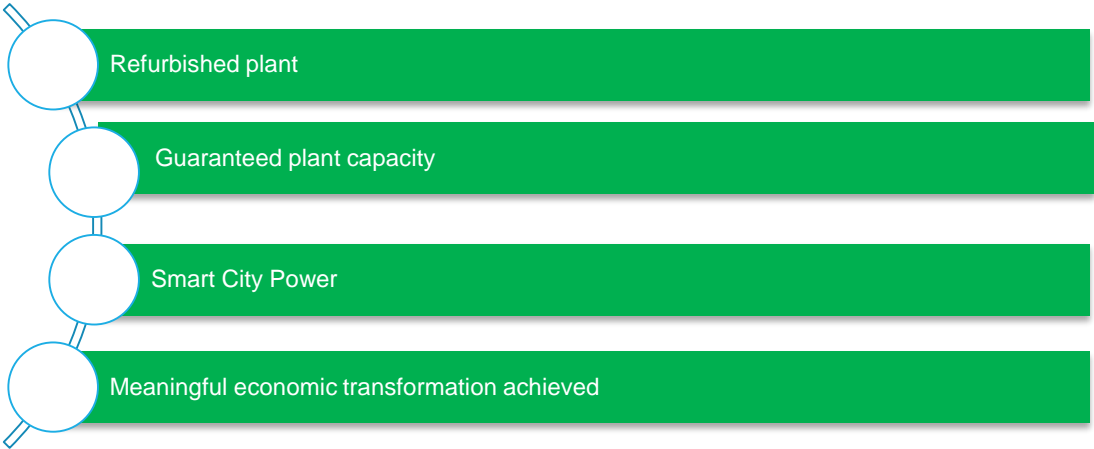 Refurbished plant
Guaranteed plant capacity
Smart City Power
Meaningful economic transformation achieved